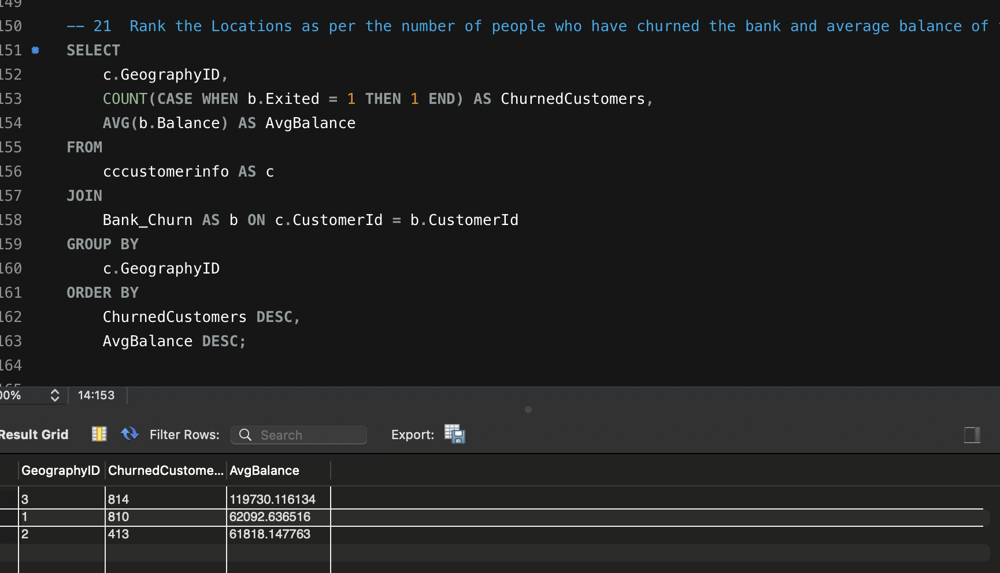 149
150 -- 21  Rank the Locations as per the number of people who have churned the bank and average balance of
151 SELECT
152 c.GeographyID,
153 COUNT(CASE WHEN b.Exited = 1 THEN 1 END) AS ChurnedCustomers,
154 AVG(b.Balance) AS AvgBalance
155 FROM
156 cccustomerinfo AS c
157 JOIN
158 Bank_Churn AS b ON c.CustomerId = b.CustomerId
159 GROUP BY
160 c.GeographyID
161 ORDER BY
162 ChurnedCustomers DESC,
163 AvgBalance DESC;
164
165
00% 14:153
Result Grid Filter Rows: Search Export:
GeographyID ChurnedCustome... AvgBalance
3 814 119730.116134
1 810 62092.636516
2 413 61818.147763